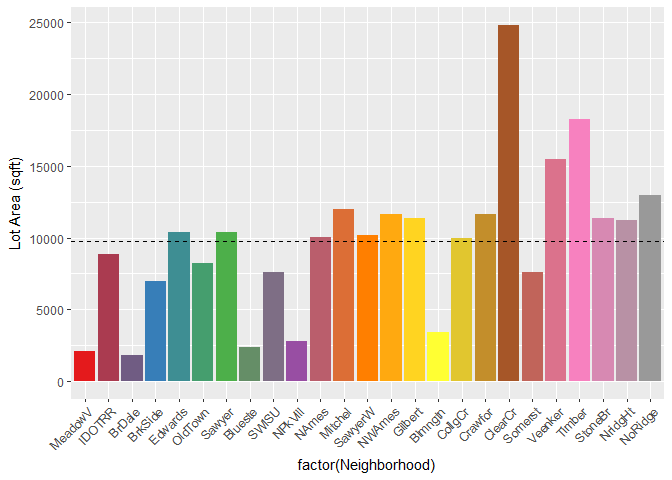 25000
20000
15000
10000
5000
0
Lot Area (sqft)
MeadowV
IDOTRR
BrDale
BrkSide
Edwards
OldTown
Sawyer
Blueste
SWISU
NPkVill
NAmes
Mitchel
SawyerW
NWAmes
Gilbert
Blmngtn
CollgCr
Crawfor
ClearCr
Somerst
Veenker
Timber
StoneBr
NridgHt
NoRidge
factor(Neighborhood)